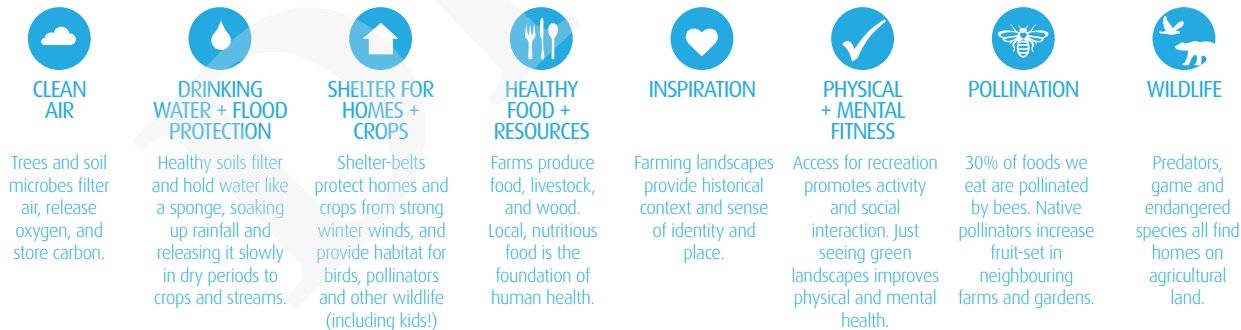 CLEAN
AIR
Trees and soil
microbes filter
air, release
oxygen, and
store carbon.
DRINKING
WATER + FLOOD
PROTECTION
Healthy soils filter
and hold water like
a sponge, soaking
up rainfall and
releasing it slowly
in dry periods to
crops and streams.
SHELTER FOR
HOMES +
CROPS
Shelter-belts
protect homes and
crops from strong
winter winds, and
provide habitat for
birds, pollinators
and other wildlife
(including kids!)
HEALTHY
FOOD +
RESOURCES
Farms produce
food, livestock,
and wood.
Local, nutritious
food is the
foundation of
human health.
INSPIRATION
Farming landscapes
provide historical
context and sense
of identity and
place.
PHYSICAL
+ MENTAL
FITNESS
Access for recreation
promotes activity
and social
interaction. Just
seeing green
landscapes improves
physical and mental
health.
POLLINATION
30% of foods we
eat are pollinated
by bees. Native
pollinators increase
fruit-set in
neighbouring
farms and gardens.
WILDLIFE
Predators,
game and
endangered
species all find
homes on
agricultural
land.